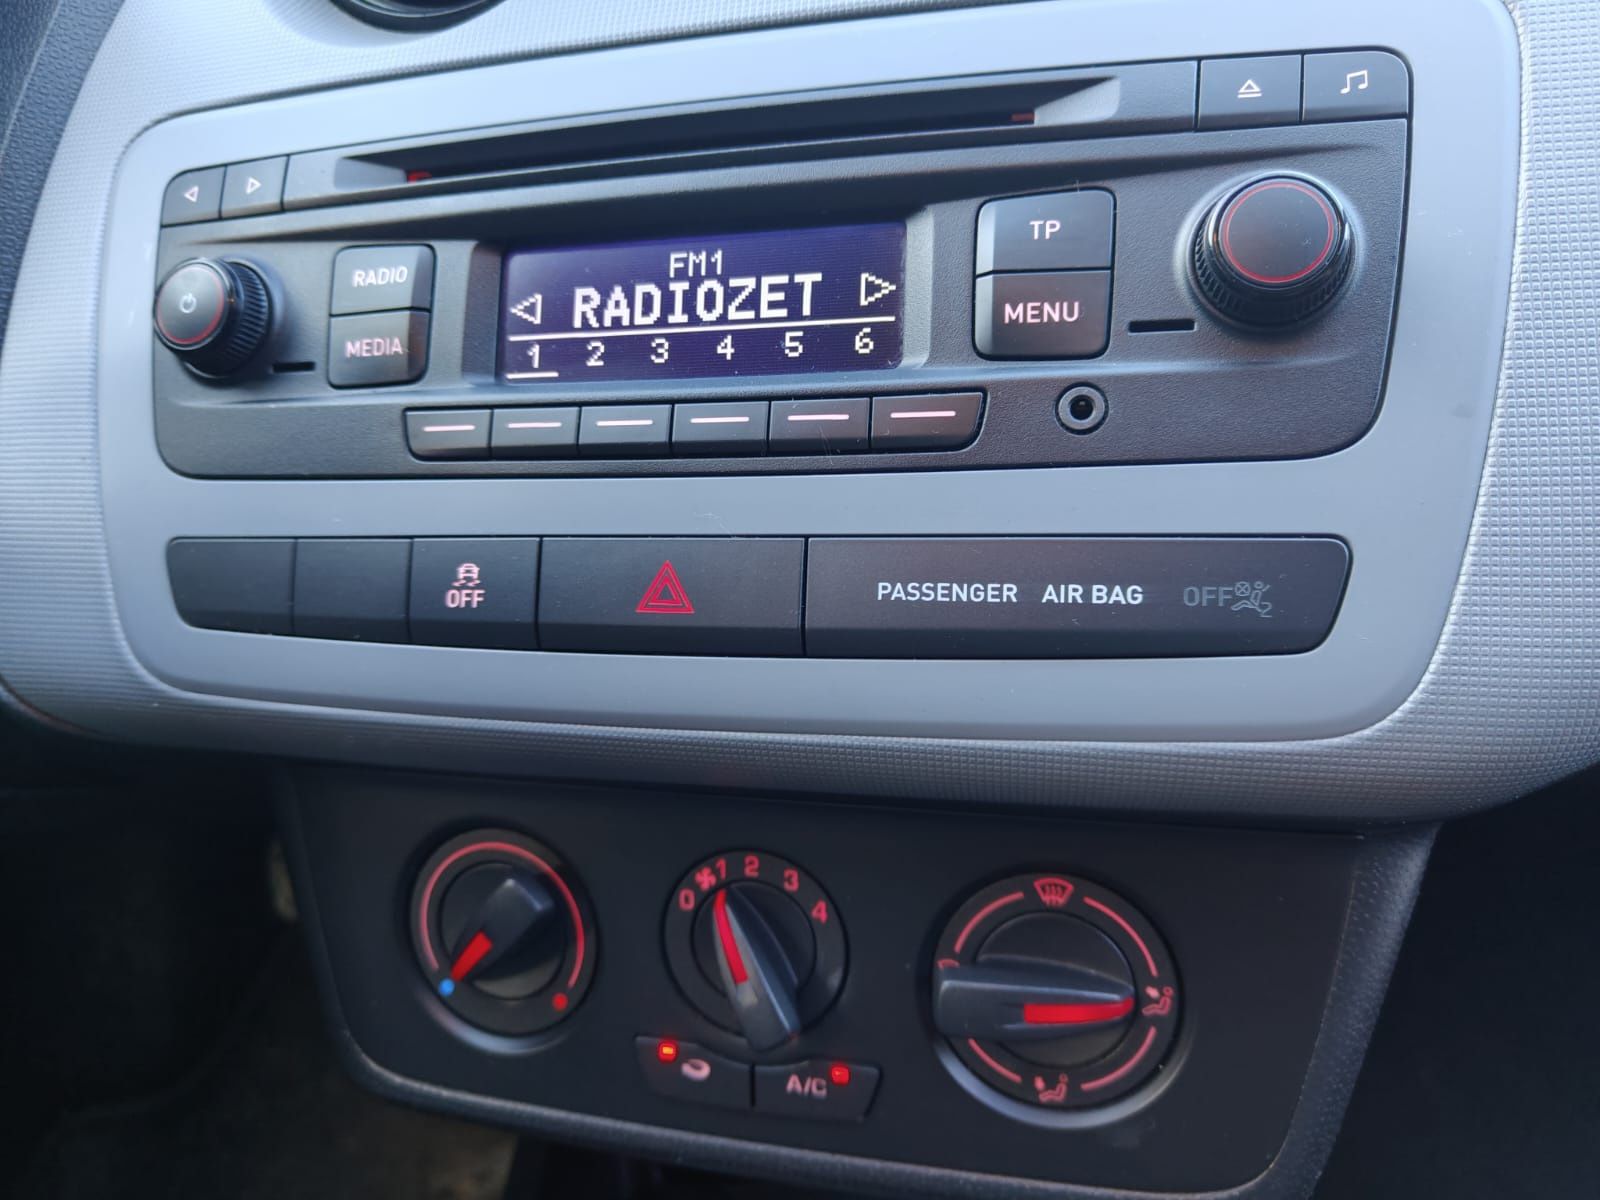 FM1
RADIO
RADIOZET
TP
MEDIA
MENU
1 2 3 4 5 6
OFF
PASSENGER AIR BAG OFF 2
0 1 2 3 4
A/C